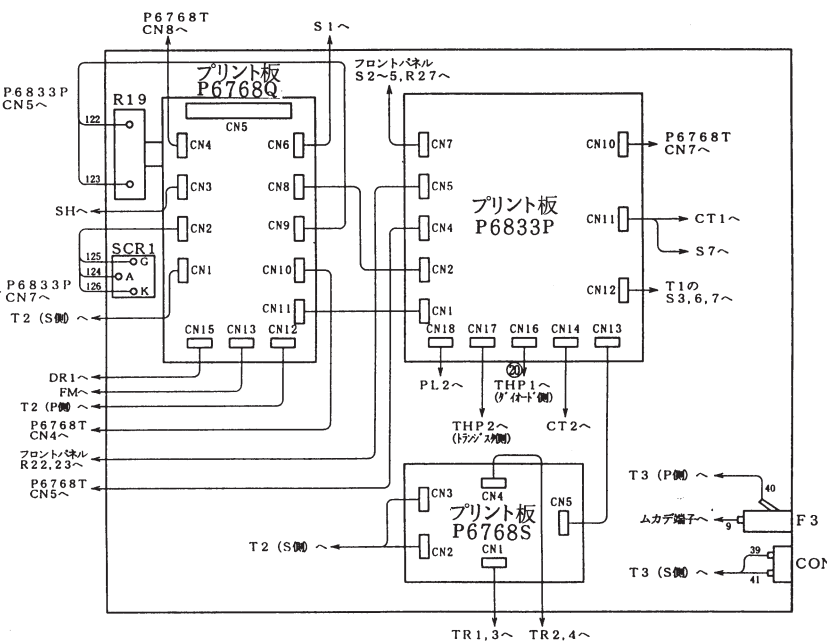 P6768T
CN8へ
S1へ
P6833P
CN5へ
R19
122
123
プリント板
P6768Q
CN5
CN4
CN6
CN3
CN8
CN2
CN9
CN1
CN10
CN11
CN15
CN13
CN12
SHへ
SCR1
125
G
124
A
126
K
P6833P
CN7へ
T2(S側)へ
DR1へ
FMへ
T2(P側)へ
P6768T
CN4へ
フロントパネル
R22,23へ
P6768T
CN5へ
フロントパネル
S2~5,R27へ
プリント板
P6833P
CN7
CN10
CN5
CN4
CN11
CN2
CN12
CN1
CN18
CN17
CN16
CN14
CN13
P6768T
CN7へ
CT1へ
S7へ
T1の
S3,6,7へ
PL2へ
⑳
THP1へ
(ダイオード側)
THP2へ
(トランジスタ側)
CT2へ
CN3
CN4
CN5
プリント板
P6768S
CN2
CN1
T2(S側)へ
TR1,3へ
TR2,4へ
T3(P側)へ
40
ムカデ端子へ
9
F3
39
T3(S側)へ
41
CON